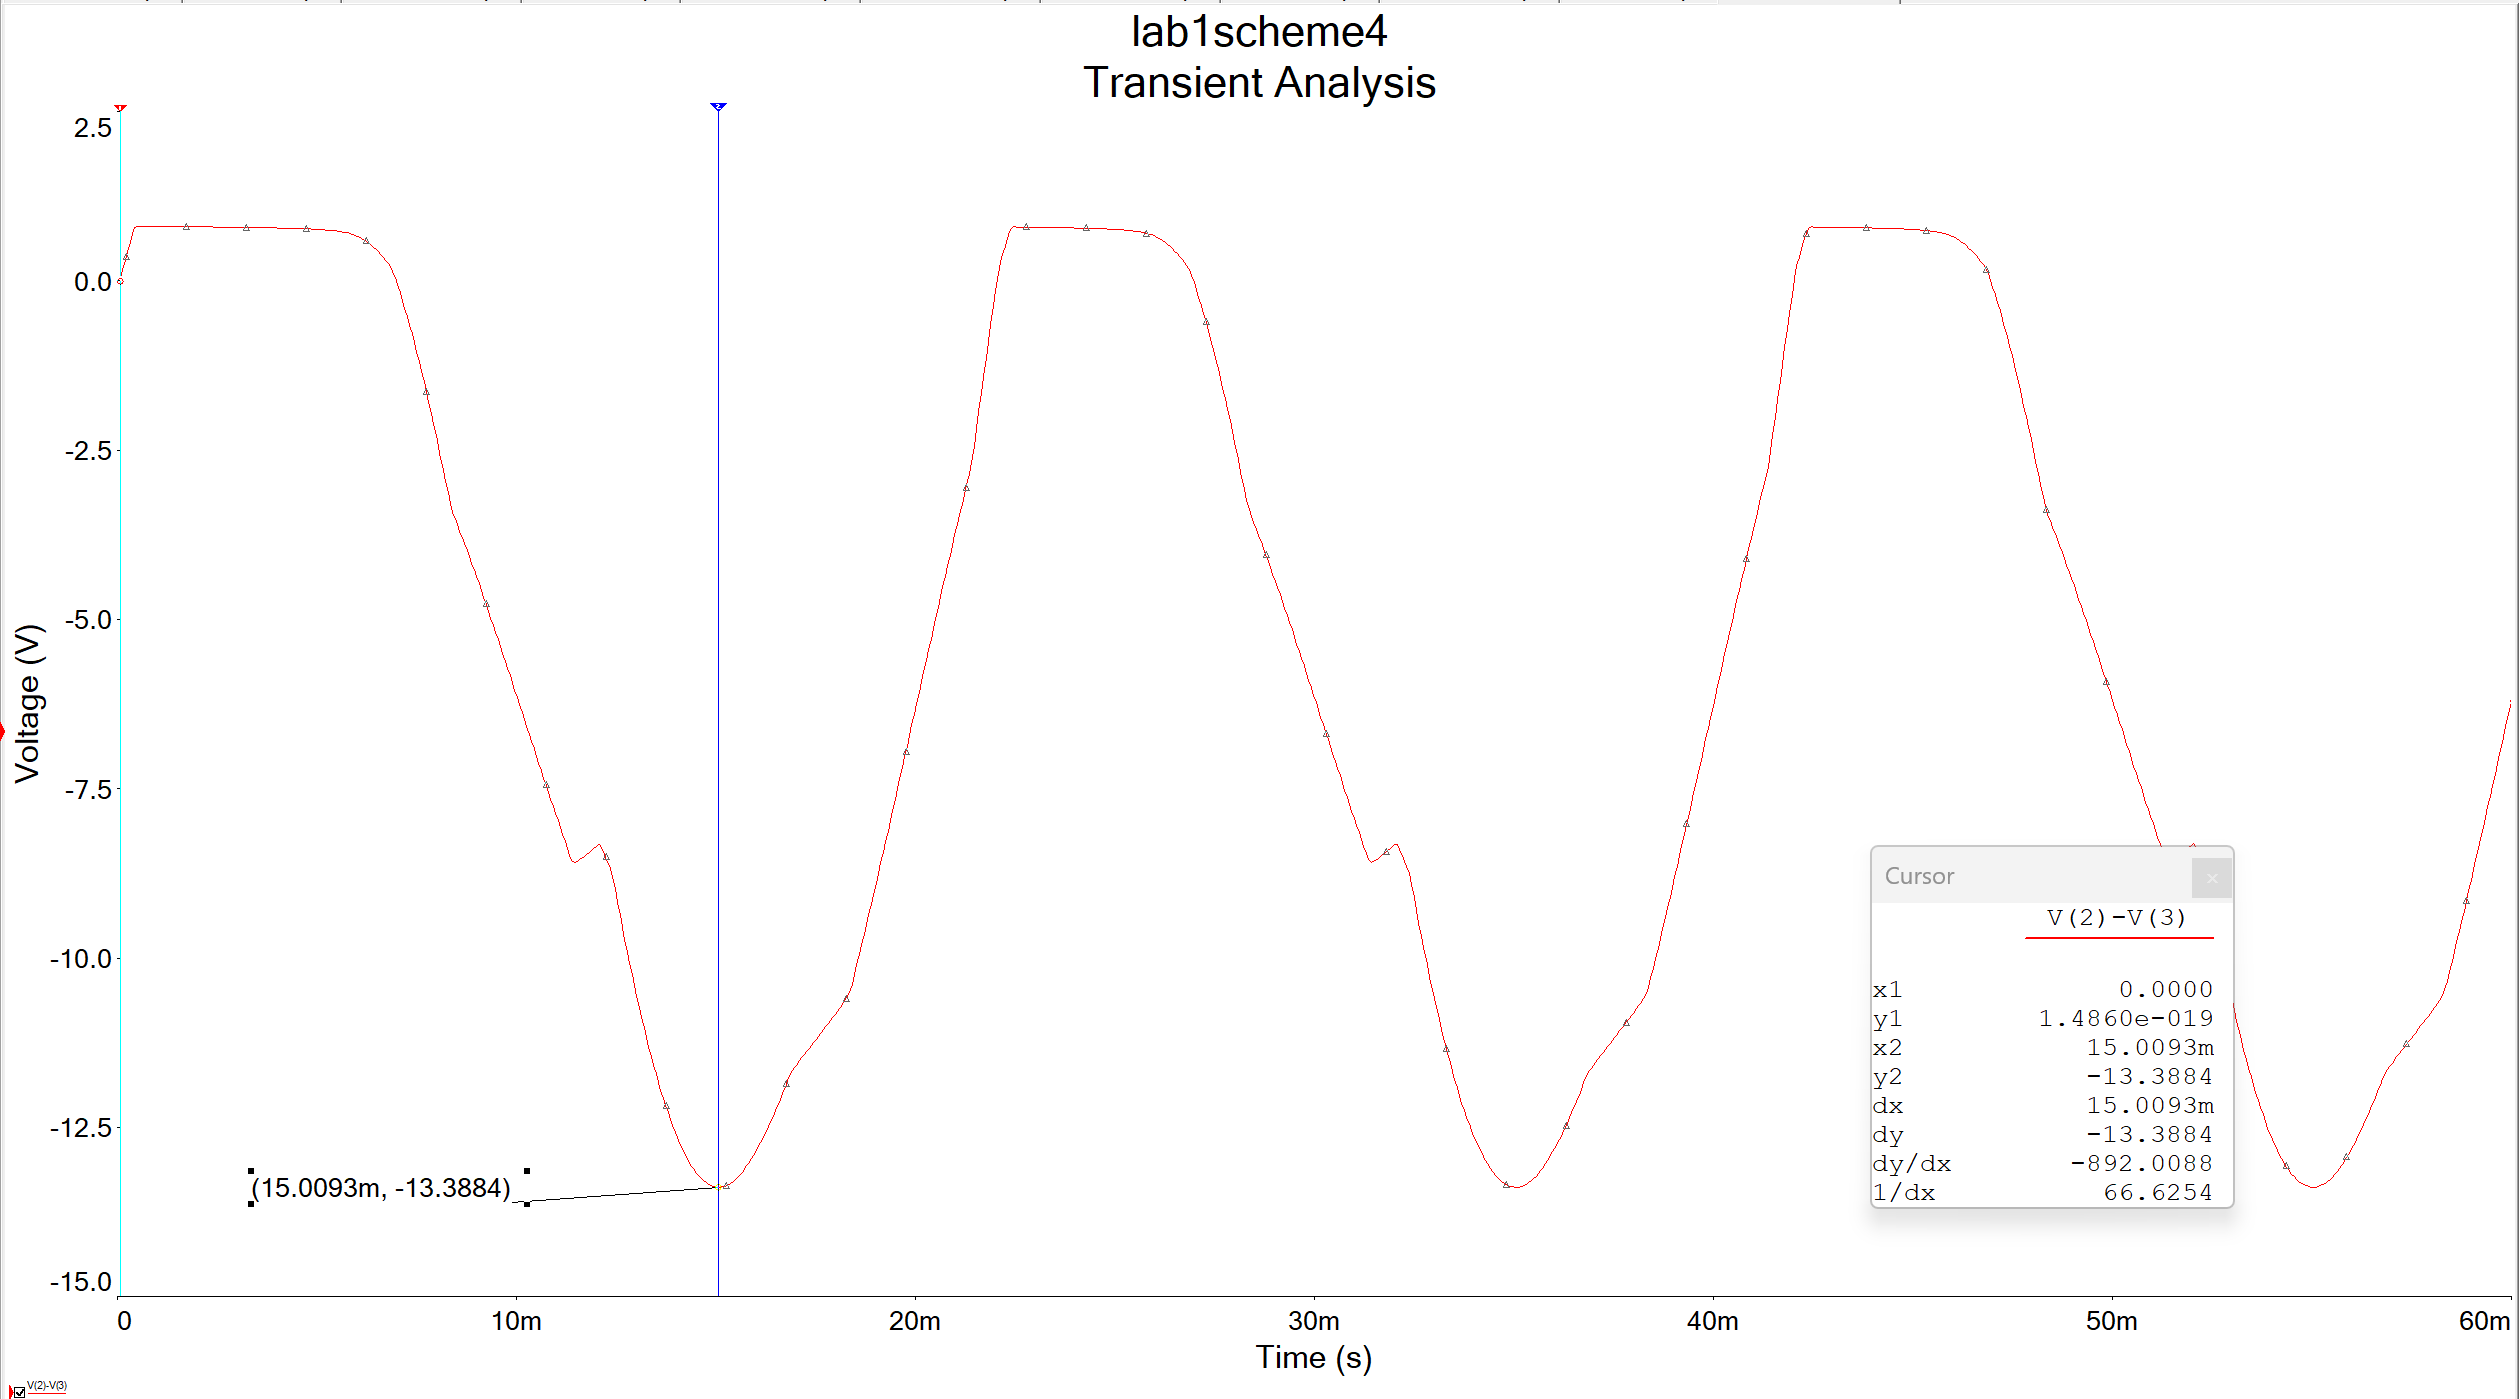 lab1scheme4
Transient Analysis
2.5
0.0
-2.5
-5.0
-7.5
-10.0
-12.5
-15.0
Voltage (V)
(15.0093m, -13.3884)
0 10m 20m 30m 40m 50m 60m
Time (s)
Cursor
V(2)-V(3)
x1 0.0000
y1 1.4860e-019
x2 15.0093m
y2 -13.3884
dx 15.0093m
dy -13.3884
dy/dx -892.0088
1/dx 66.6254
V(2)-V(3)